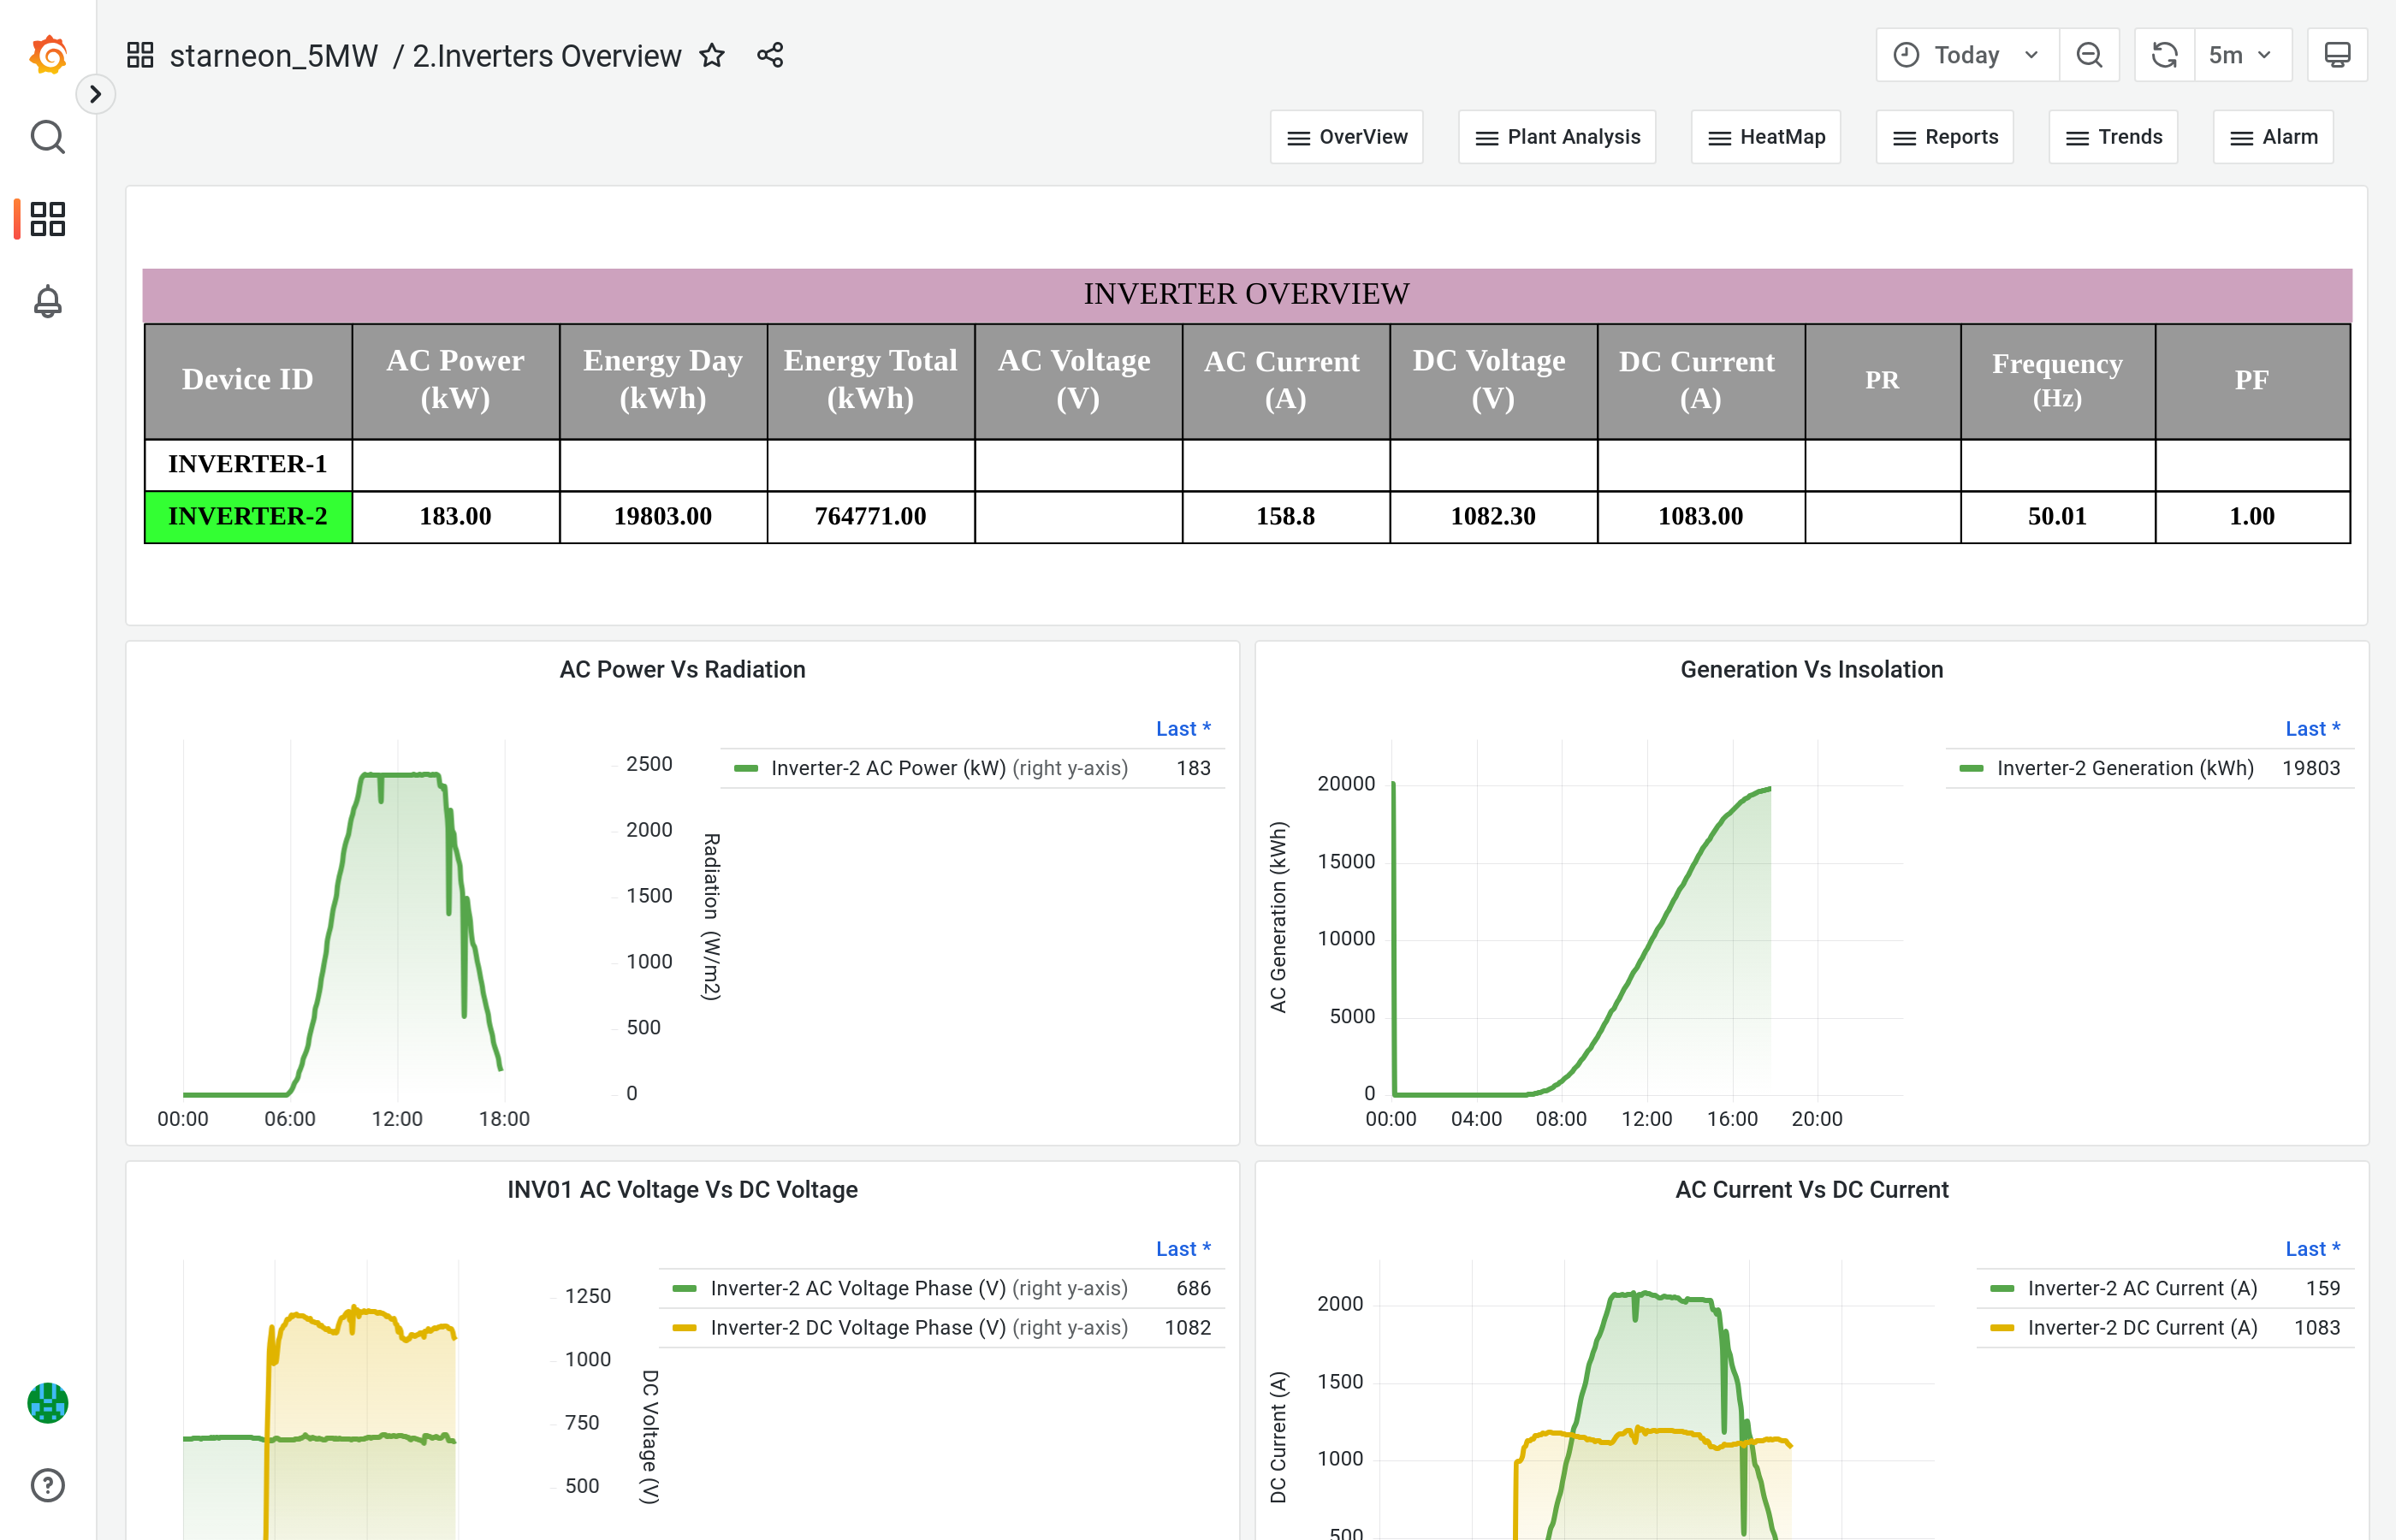 starneon_5MW / 2.Inverters Overview
Today
5m
OverView
Plant Analysis
HeatMap
Reports
Trends
Alarm
INVERTER OVERVIEW
Device ID AC Power (kW) Energy Day (kWh) Energy Total (kWh) AC Voltage (V) AC Current (A) DC Voltage (V) DC Current (A) PR Frequency (Hz) PF
INVERTER-1
INVERTER-2 183.00 19803.00 764771.00 158.8 1082.30 1083.00 50.01 1.00
AC Power Vs Radiation
Last *
Inverter-2 AC Power (kW) (right y-axis) 183
2500
2000
1500
1000
500
0
Radiation (W/m2)
00:00 06:00 12:00 18:00
Generation Vs Insolation
Last *
Inverter-2 Generation (kWh) 19803
AC Generation (kWh)
20000
15000
10000
5000
0
00:00 04:00 08:00 12:00 16:00 20:00
INV01 AC Voltage Vs DC Voltage
Last *
Inverter-2 AC Voltage Phase (V) (right y-axis) 686
Inverter-2 DC Voltage Phase (V) (right y-axis) 1082
1250
1000
750
500
DC Voltage (V)
AC Current Vs DC Current
Last *
Inverter-2 AC Current (A) 159
Inverter-2 DC Current (A) 1083
DC Current (A)
2000
1500
1000
500